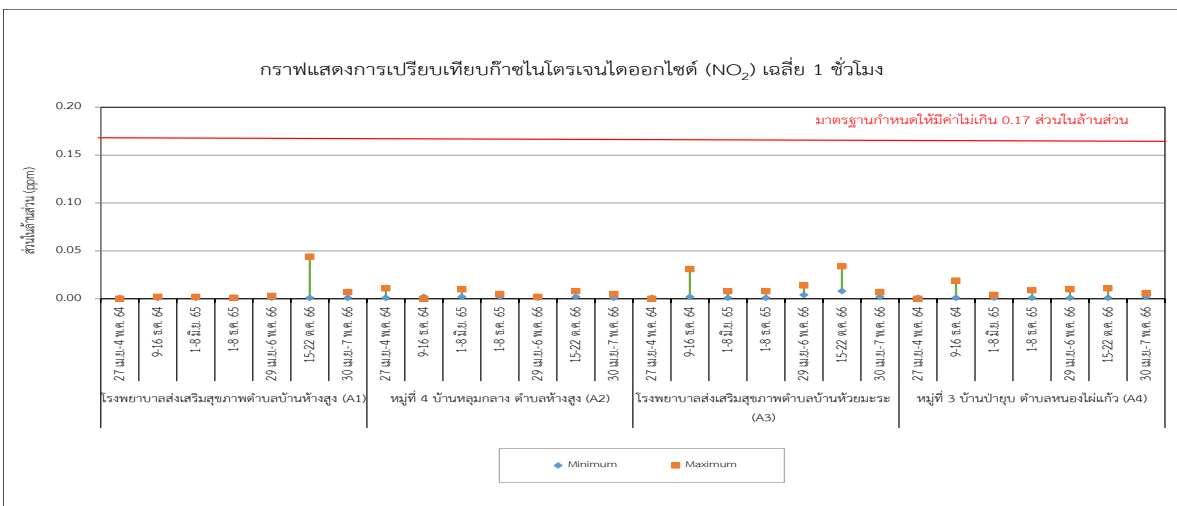 กราฟแสดงการเปรียบเทียบก๊าซไนโตรเจนไดออกไซด์ (NO₂) เฉลี่ย 1 ชั่วโมง
มาตรฐานกำหนดให้มีค่าไม่เกิน 0.17 ส่วนในล้านส่วน
ส่วนในล้านส่วน (ppm)
0.20
0.15
0.10
0.05
0.00
27 เม.ย.-4 พ.ค. 64
9-16 ธ.ค. 64
1-8 มิ.ย. 65
1-8 ธ.ค. 65
29 เม.ย.-6 พ.ค. 66
15-22 ต.ค. 66
30 เม.ย.-7 พ.ค. 66
27 เม.ย.-4 พ.ค. 64
9-16 ธ.ค. 64
1-8 มิ.ย. 65
1-8 ธ.ค. 65
29 เม.ย.-6 พ.ค. 66
15-22 ต.ค. 66
30 เม.ย.-7 พ.ค. 66
27 เม.ย.-4 พ.ค. 64
9-16 ธ.ค. 64
1-8 มิ.ย. 65
1-8 ธ.ค. 65
29 เม.ย.-6 พ.ค. 66
15-22 ต.ค. 66
30 เม.ย.-7 พ.ค. 66
27 เม.ย.-4 พ.ค. 64
9-16 ธ.ค. 64
1-8 มิ.ย. 65
1-8 ธ.ค. 65
29 เม.ย.-6 พ.ค. 66
15-22 ต.ค. 66
30 เม.ย.-7 พ.ค. 66
โรงพยาบาลส่งเสริมสุขภาพตำบลบ้านห้างสูง (A1)
หมู่ที่ 4 บ้านหลุมกลาง ตำบลห้างสูง (A2)
โรงพยาบาลส่งเสริมสุขภาพตำบลบ้านห้วยมะระ
(A3)
หมู่ที่ 3 บ้านป่ายุบ ตำบลหนองไผ่แก้ว (A4)
Minimum
Maximum